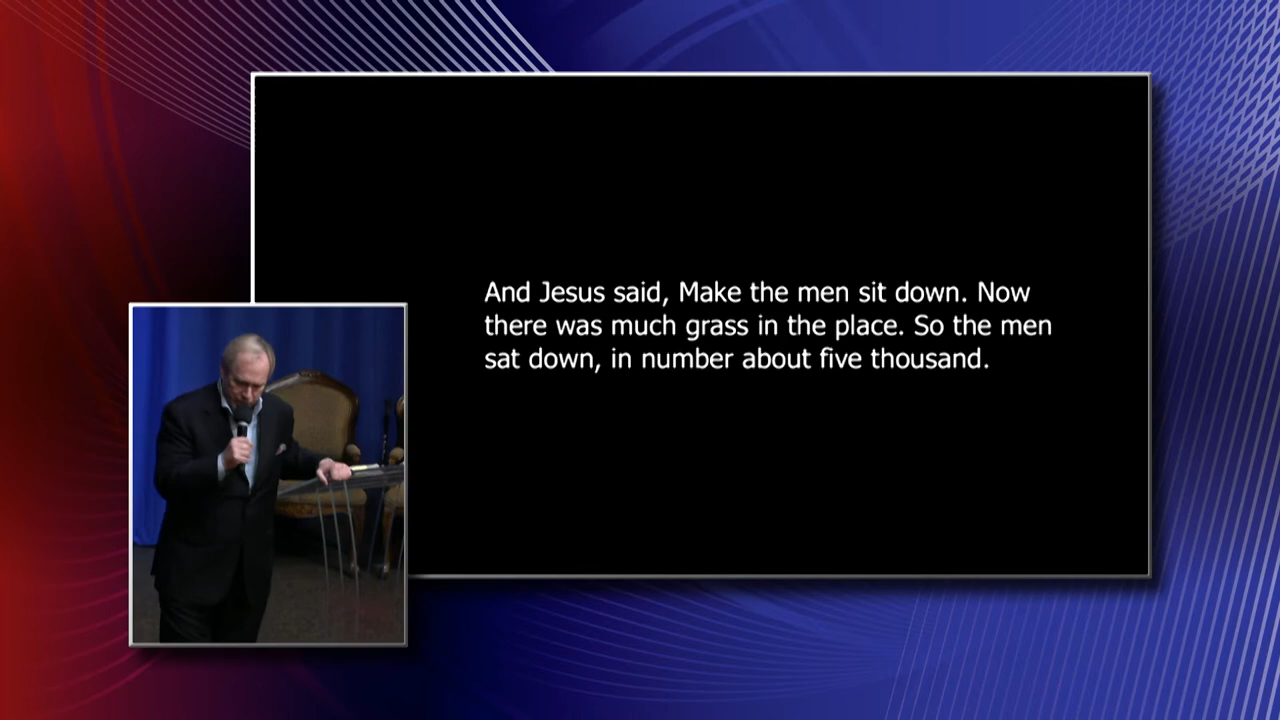 And Jesus said, Make the men sit down. Now
there was much grass in the place. So the men
sat down, in number about five thousand.